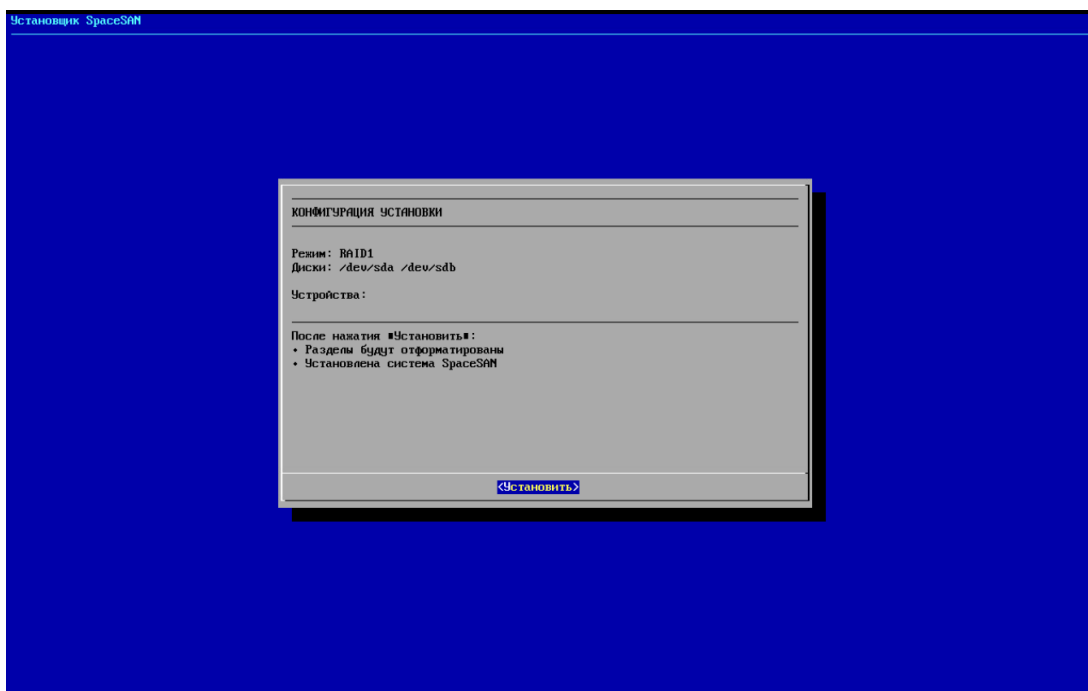 Установщик SpaceSAN
КОНФИГУРАЦИЯ УСТАНОВКИ
Режим: RAID1
Диски: /dev/sda /dev/sdb
Устройства:
После нажатия ■Установить■:
• Разделы будут отформатированы
• Установлена система SpaceSAN
<Установить>